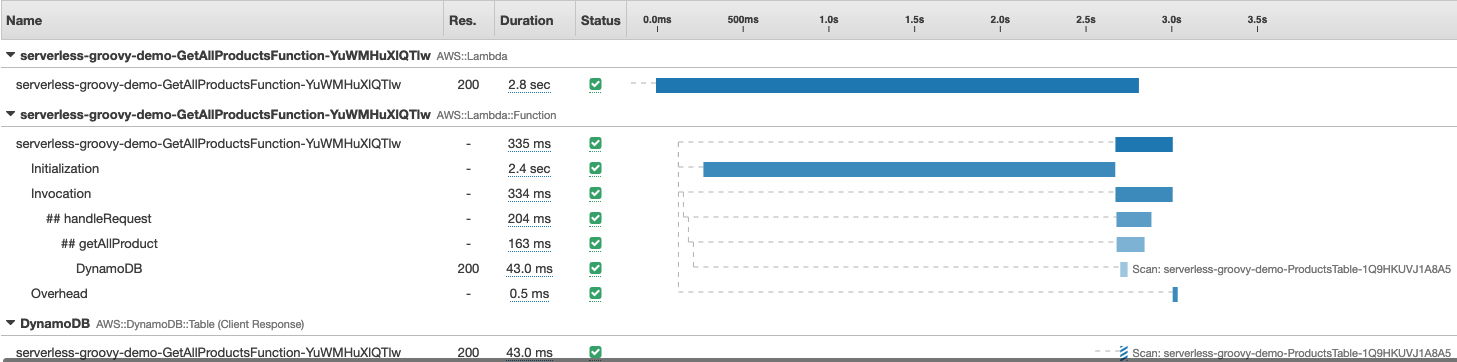 Name Res. Duration Status 0.0ms 500ms 1.0s 1.5s 2.0s 2.5s 3.0s 3.5s
serverless-groovy-demo-GetAllProductsFunction-YuWMHuXlQTlw AWS::Lambda
serverless-groovy-demo-GetAllProductsFunction-YuWMHuXlQTlw 200 2.8 sec
serverless-groovy-demo-GetAllProductsFunction-YuWMHuXlQTlw AWS::Lambda::Function
serverless-groovy-demo-GetAllProductsFunction-YuWMHuXlQTlw - 335 ms
Initialization - 2.4 sec
Invocation - 334 ms
## handleRequest - 204 ms
## getAllProduct - 163 ms
DynamoDB 200 43.0 ms Scan: serverless-groovy-demo-ProductsTable-1Q9HKUVJ1A8A5
Overhead - 0.5 ms
DynamoDB AWS::DynamoDB::Table (Client Response)
serverless-groovy-demo-GetAllProductsFunction-YuWMHuXlQTlw 200 43.0 ms Scan: serverless-groovy-demo-ProductsTable-1Q9HKUVJ1A8A5